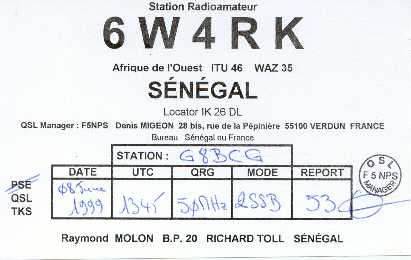 Station Radioamateur
6W4RK
Afrique de l'Ouest ITU 46 WAZ 35
SÉNÉGAL
Locator IK 26 DL
QSL Manager : F5NPS Denis MIGEON 28 bis, rue de la Pépinière 55100 VERDUN FRANCE
Bureau Sénégal ou France
STATION : G8BCG
DATE UTC QRG MODE REPORT
PSE QSL TKS
08 June 1999 1345 50MHz 2SSB 53
QSL F5NPS MANAGER
Raymond MOLON B.P. 20 RICHARD TOLL SÉNÉGAL